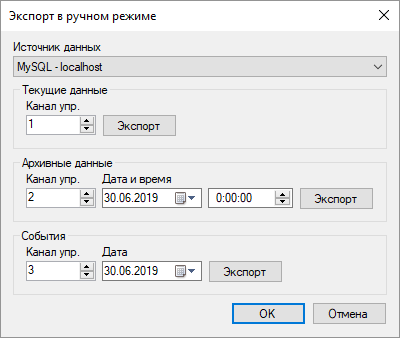 Экспорт в ручном режиме
Источник данных
MySQL - localhost
Текущие данные
Канал упр.
1 Экспорт
Архивные данные
Канал упр. Дата и время
2 30.06.2019 0:00:00 Экспорт
События
Канал упр. Дата
3 30.06.2019 Экспорт
OK Отмена